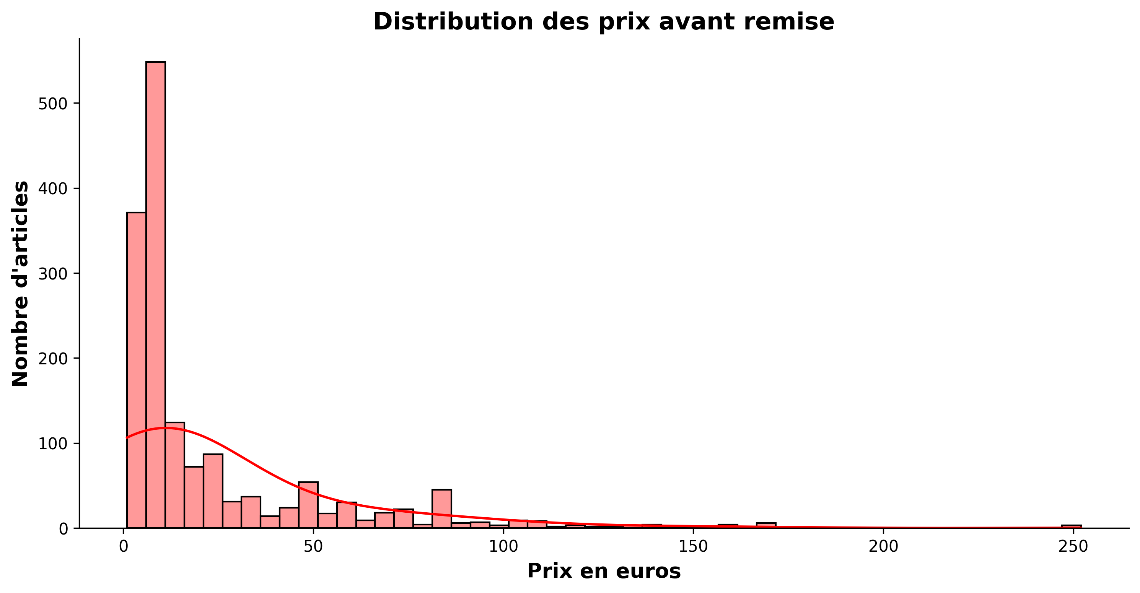 Distribution des prix avant remise
Nombre d'articles
500
400
300
200
100
0
0 50 100 150 200 250
Prix en euros